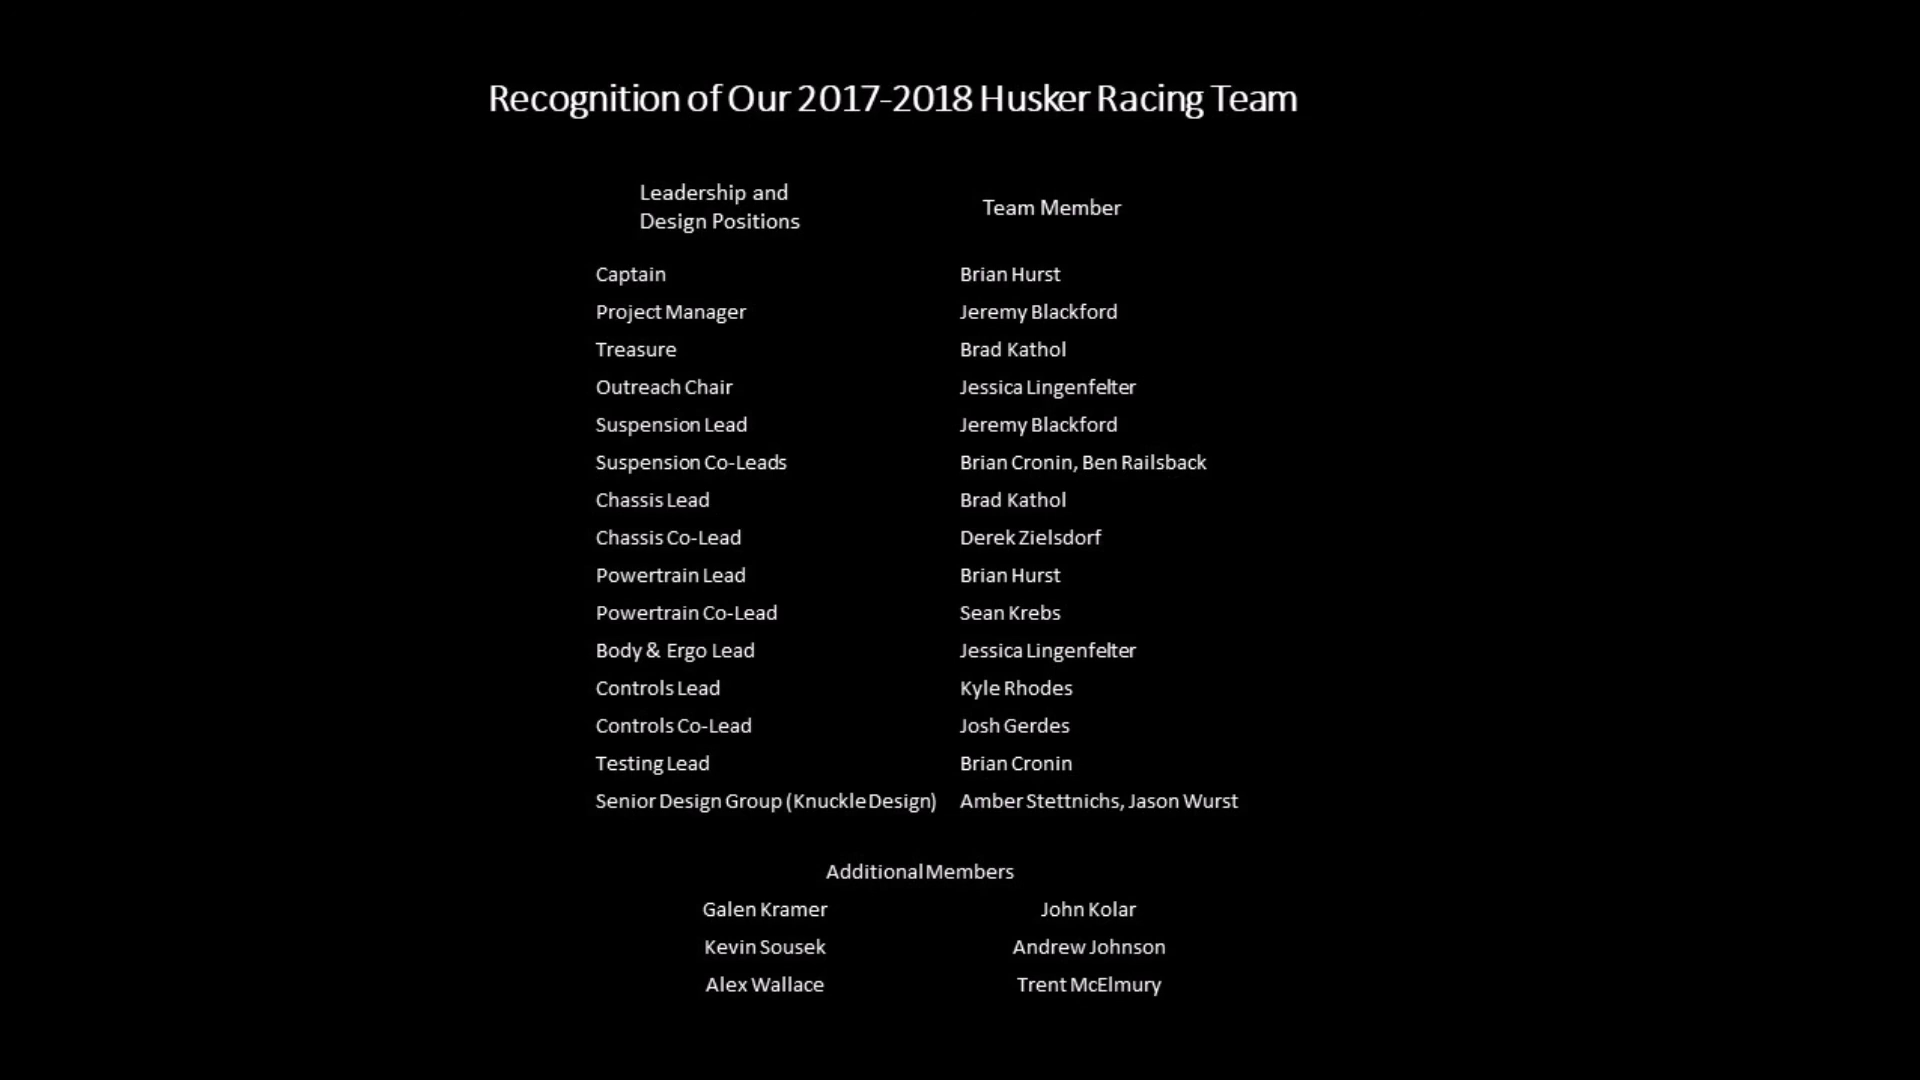 Recognition of Our 2017-2018 Husker Racing Team
Leadership and
Design Positions
Team Member
Captain Brian Hurst
Project Manager Jeremy Blackford
Treasure Brad Kathol
Outreach Chair Jessica Lingenfelter
Suspension Lead Jeremy Blackford
Suspension Co-Leads Brian Cronin, Ben Railsback
Chassis Lead Brad Kathol
Chassis Co-Lead Derek Zielsdorf
Powertrain Lead Brian Hurst
Powertrain Co-Lead Sean Krebs
Body & Ergo Lead Jessica Lingenfelter
Controls Lead Kyle Rhodes
Controls Co-Lead Josh Gerdes
Testing Lead Brian Cronin
Senior Design Group (Knuckle Design) Amber Stettnichs, Jason Wurst
Additional Members
Galen Kramer John Kolar
Kevin Sousek Andrew Johnson
Alex Wallace Trent McElmury